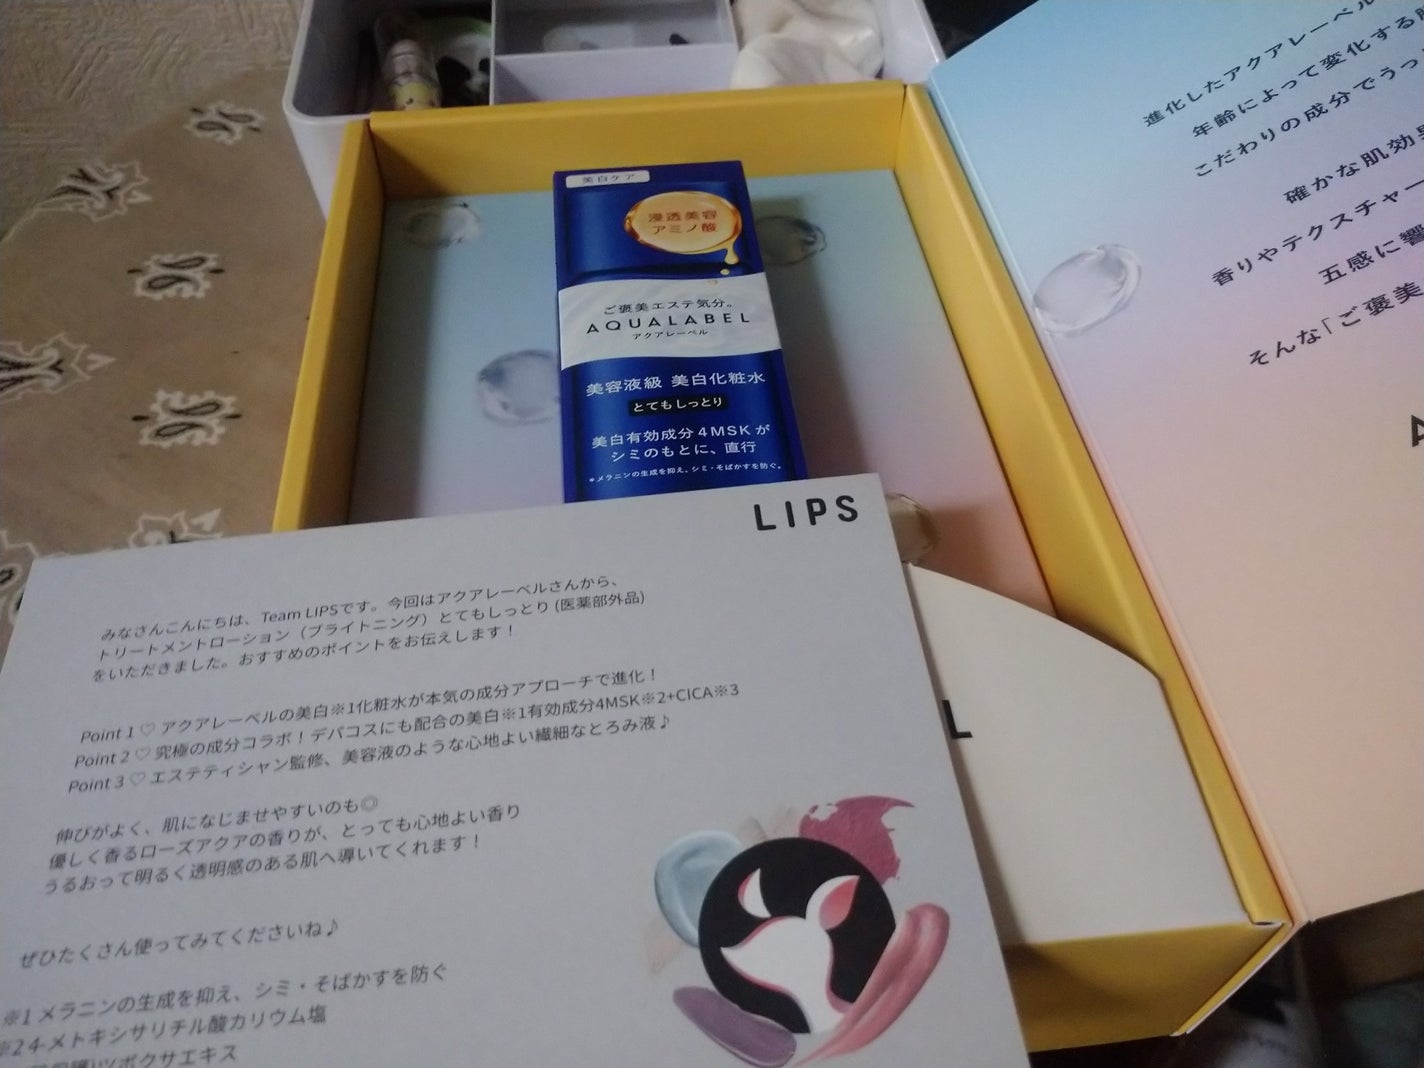 進化したアクアレーベル
年齢によって変化する
こだわりの成分でうっ
確かな肌効
香りやテクスチャー
五感に響
そんな「ご褒美
美白ケア
浸透美容
アミノ酸
ご褒美エステ気分。
AQUALABEL
アクアレーベル
美容液級 美白化粧水
とてもしっとり
美白有効成分4MSKが
シミのもとに、直行
*メラニンの生成を抑え、シミ・そばかすを防ぐ。
L
LIPS
みなさんこんにちは、Team LIPSです。今回はアクアレーベルさんから、
トリートメントローション（ブライトニング）とてもしっとり (医薬部外品)
をいただきました。おすすめのポイントをお伝えします！
Point 1 ♡ アクアレーベルの美白※1化粧水が本気の成分アプローチで進化！
Point 2 ♡ 究極の成分コラボ！デパコスにも配合の美白※1有効成分4MSK※2+CICA※3
Point 3 ♡ エステティシャン監修、美容液のような心地よい繊細なとろみ液♪
伸びがよく、肌になじませやすいのも◎
優しく香るローズアクアの香りが、とっても心地よい香り
うるおって明るく透明感のある肌へ導いてくれます！
ぜひたくさん使ってみてくださいね♪
※1 メラニンの生成を抑え、シミ・そばかすを防ぐ
※2 4-メトキシサリチル酸カリウム塩
ツボクサエキス